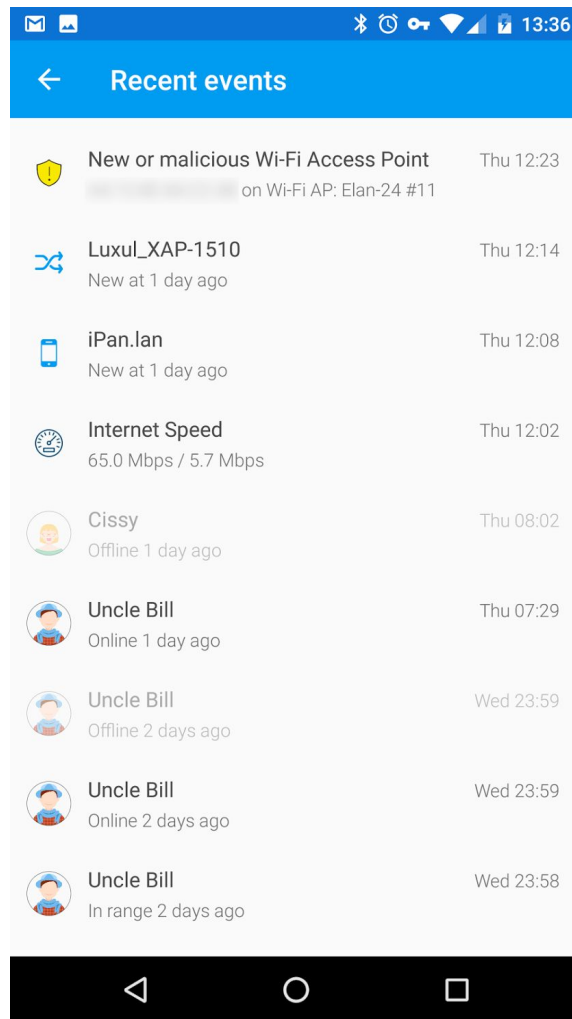 13:36
Recent events
New or malicious Wi-Fi Access Point Thu 12:23
on Wi-Fi AP: Elan-24 #11
Luxul_XAP-1510 Thu 12:14
New at 1 day ago
iPan.lan Thu 12:08
New at 1 day ago
Internet Speed Thu 12:02
65.0 Mbps / 5.7 Mbps
Cissy Thu 08:02
Offline 1 day ago
Uncle Bill Thu 07:29
Online 1 day ago
Uncle Bill Wed 23:59
Offline 2 days ago
Uncle Bill Wed 23:59
Online 2 days ago
Uncle Bill Wed 23:58
In range 2 days ago